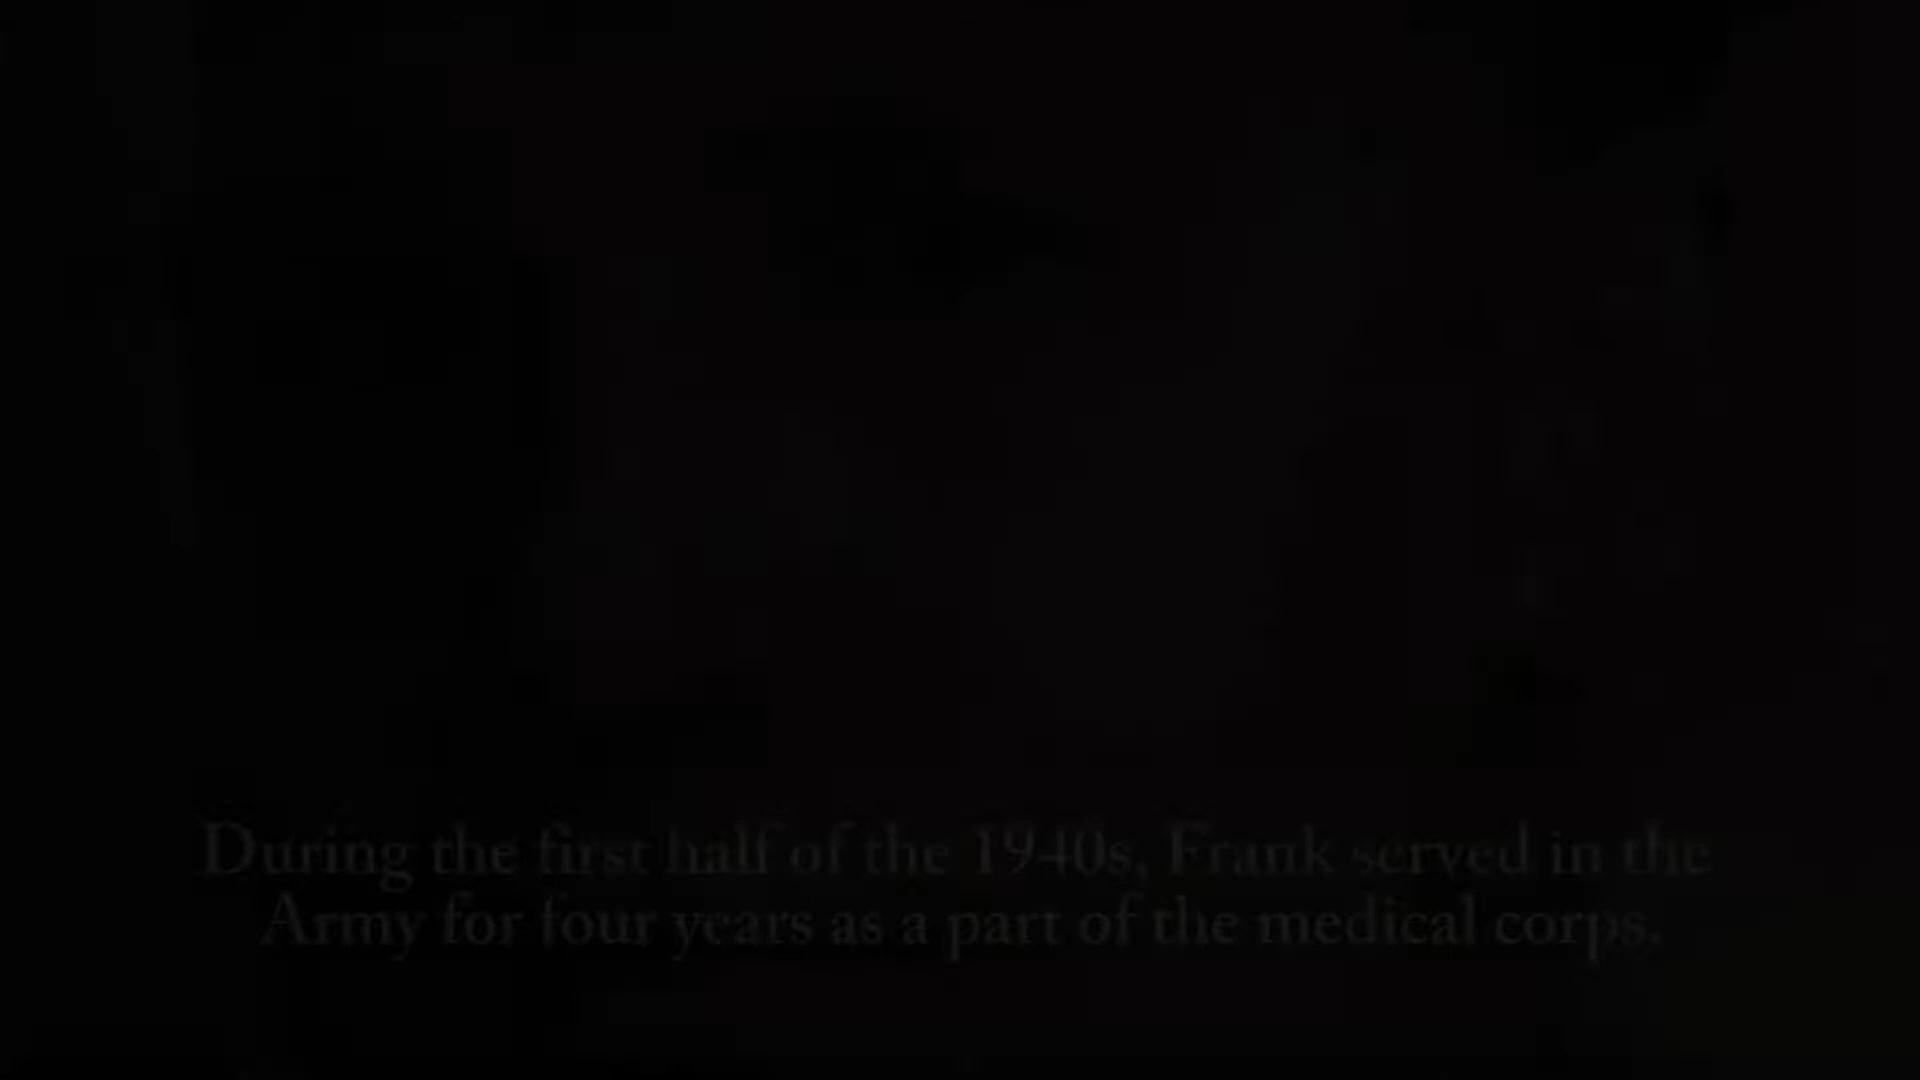 During the first half of the 1940s, Frank served in the
Army for four years as a part of the medical corps.